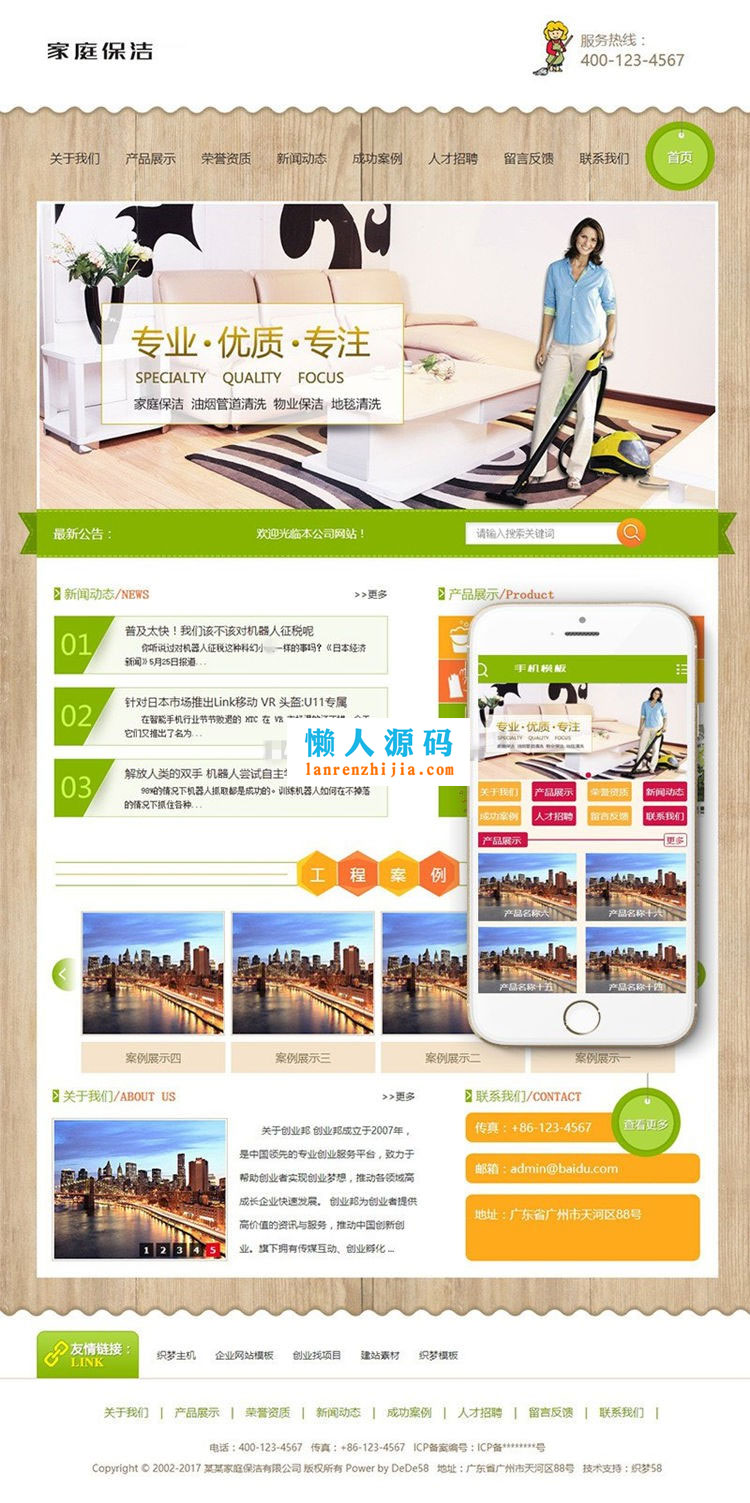 家庭保洁
服务热线：
400-123-4567
关于我们 产品展示 荣誉资质 新闻动态 成功案例 人才招聘 留言反馈 联系我们 首页
专业·优质·专注
SPECIALTY QUALITY FOCUS
家庭保洁 油烟管道清洗 物业保洁 地毯清洗
最新公告： 欢迎光临本公司网站！ 请输入搜索关键词
新闻动态/NEWS >>更多
01
普及太快！我们该不该对机器人征税呢
你听说过对机器人征税这种科幻小 一样的事吗？《日本经济
新闻》5月25日报道...
02
针对日本市场推出Link移动 VR 头盔:U11专属
在智能手机行业节节败退的 HTC 在 VR
它们又推出了名为...
03
解放人类的双手 机器人尝试自主
90%的情况下机器人抓取都是成功的。训练机器人如何在不掉落
的情况下抓住各种...
产品展示/Product
懒人源码
lanrenzhijia.com
手机模板
专业·优质·专注
SPECIALTY QUALITY FOCUS
家庭保洁 油烟管道清洗 物业保洁 地毯清洗
关于我们 产品展示 荣誉资质 新闻动态
成功案例 人才招聘 留言反馈 联系我们
产品展示 更多
产品名称六 产品名称十六
产品名称十五 产品名称十四
工程案例
案例展示四 案例展示三 案例展示二 案例展示一
关于我们/ABOUT US >>更多
关于创业邦 创业邦成立于2007年，
是中国领先的专业创业服务平台，致力于
帮助创业者实现创业梦想，推动各领域高
成长企业快速发展。 创业邦为创业者提供
高价值的资讯与服务，推动中国创新创
业。旗下拥有传媒互动、创业孵化 ...
1 2 3 4 5
联系我们/CONTACT
查看更多
传真：+86-123-4567
邮箱：admin@baidu.com
地址：广东省广州市天河区88号
友情链接：
LINK
织梦主机 企业网站模板 创业找项目 建站素材 织梦模板
关于我们 | 产品展示 | 荣誉资质 | 新闻动态 | 成功案例 | 人才招聘 | 留言反馈 | 联系我们 |
电话：400-123-4567 传真：+86-123-4567 ICP备案编号：ICP备********号
Copyright © 2002-2017 某某家庭保洁有限公司 版权所有 Power by DeDe58 地址：广东省广州市天河区88号 技术支持：织梦58